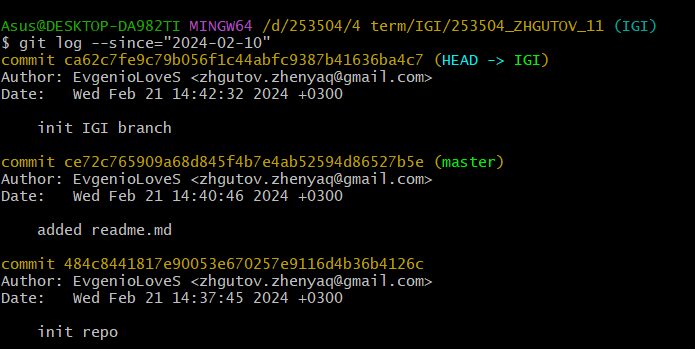 Asus@DESKTOP-DA982TI MINGW64 /d/253504/4 term/IGI/253504_ZHGUTOV_11 (IGI)
$ git log --since="2024-02-10"
commit ca62c7fe9c79b056f1c44abfc9387b41636ba4c7 (HEAD -> IGI)
Author: EvgenioLoveS <zhgutov.zhenyaq@gmail.com>
Date:   Wed Feb 21 14:42:32 2024 +0300
init IGI branch
commit ce72c765909a68d845f4b7e4ab52594d86527b5e (master)
Author: EvgenioLoveS <zhgutov.zhenyaq@gmail.com>
Date:   Wed Feb 21 14:40:46 2024 +0300
added readme.md
commit 484c8441817e90053e670257e9116d4b36b4126c
Author: EvgenioLoveS <zhgutov.zhenyaq@gmail.com>
Date:   Wed Feb 21 14:37:45 2024 +0300
init repo